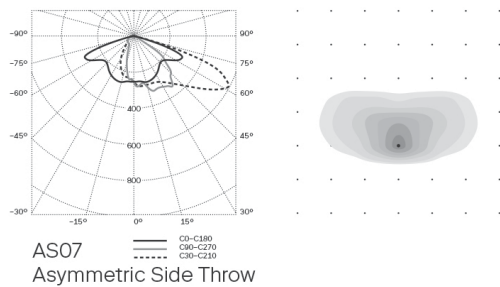 –90° 90°
–75° 75°
–60° 60°
400
–45° 600 45°
800
–30° 30°
–15° 0° 15°
C0–C180
C90–C270
C30–C210
AS07
Asymmetric Side Throw